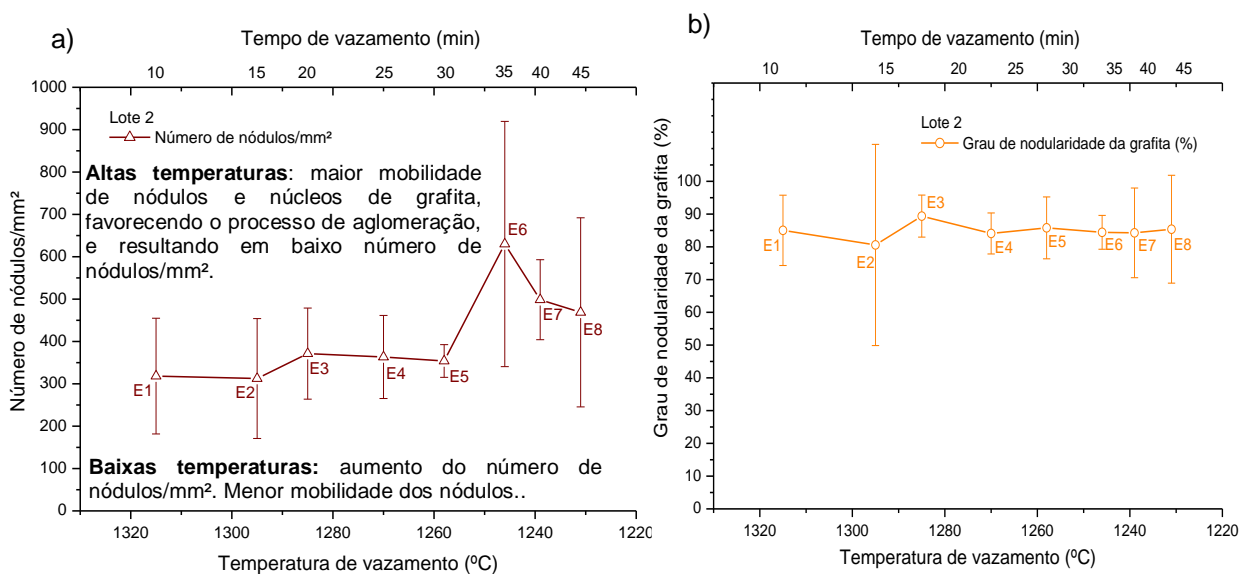 a)
Tempo de vazamento (min)
10 15 20 25 30 35 40 45
1000
900
800
700
600
500
400
300
200
100
0
Número de nódulos/mm²
Lote 2
Número de nódulos/mm²
Altas temperaturas: maior mobilidade
de nódulos e núcleos de grafita,
favorecendo o processo de aglomeração,
e resultando em baixo número de
nódulos/mm².
E1
E2
E3
E4
E5
E6
E7
E8
Baixas temperaturas: aumento do número de
nódulos/mm². Menor mobilidade dos nódulos..
1320 1300 1280 1260 1240 1220
Temperatura de vazamento (ºC)
b)
Tempo de vazamento (min)
10 15 20 25 30 35 40 45
Lote 2
Grau de nodularidade da grafita (%)
100
90
80
70
60
50
40
30
20
10
0
Grau de nodularidade da grafita (%)
E1
E2
E3
E4
E5
E6
E7
E8
1320 1300 1280 1260 1240 1220
Temperatura de vazamento (ºC)